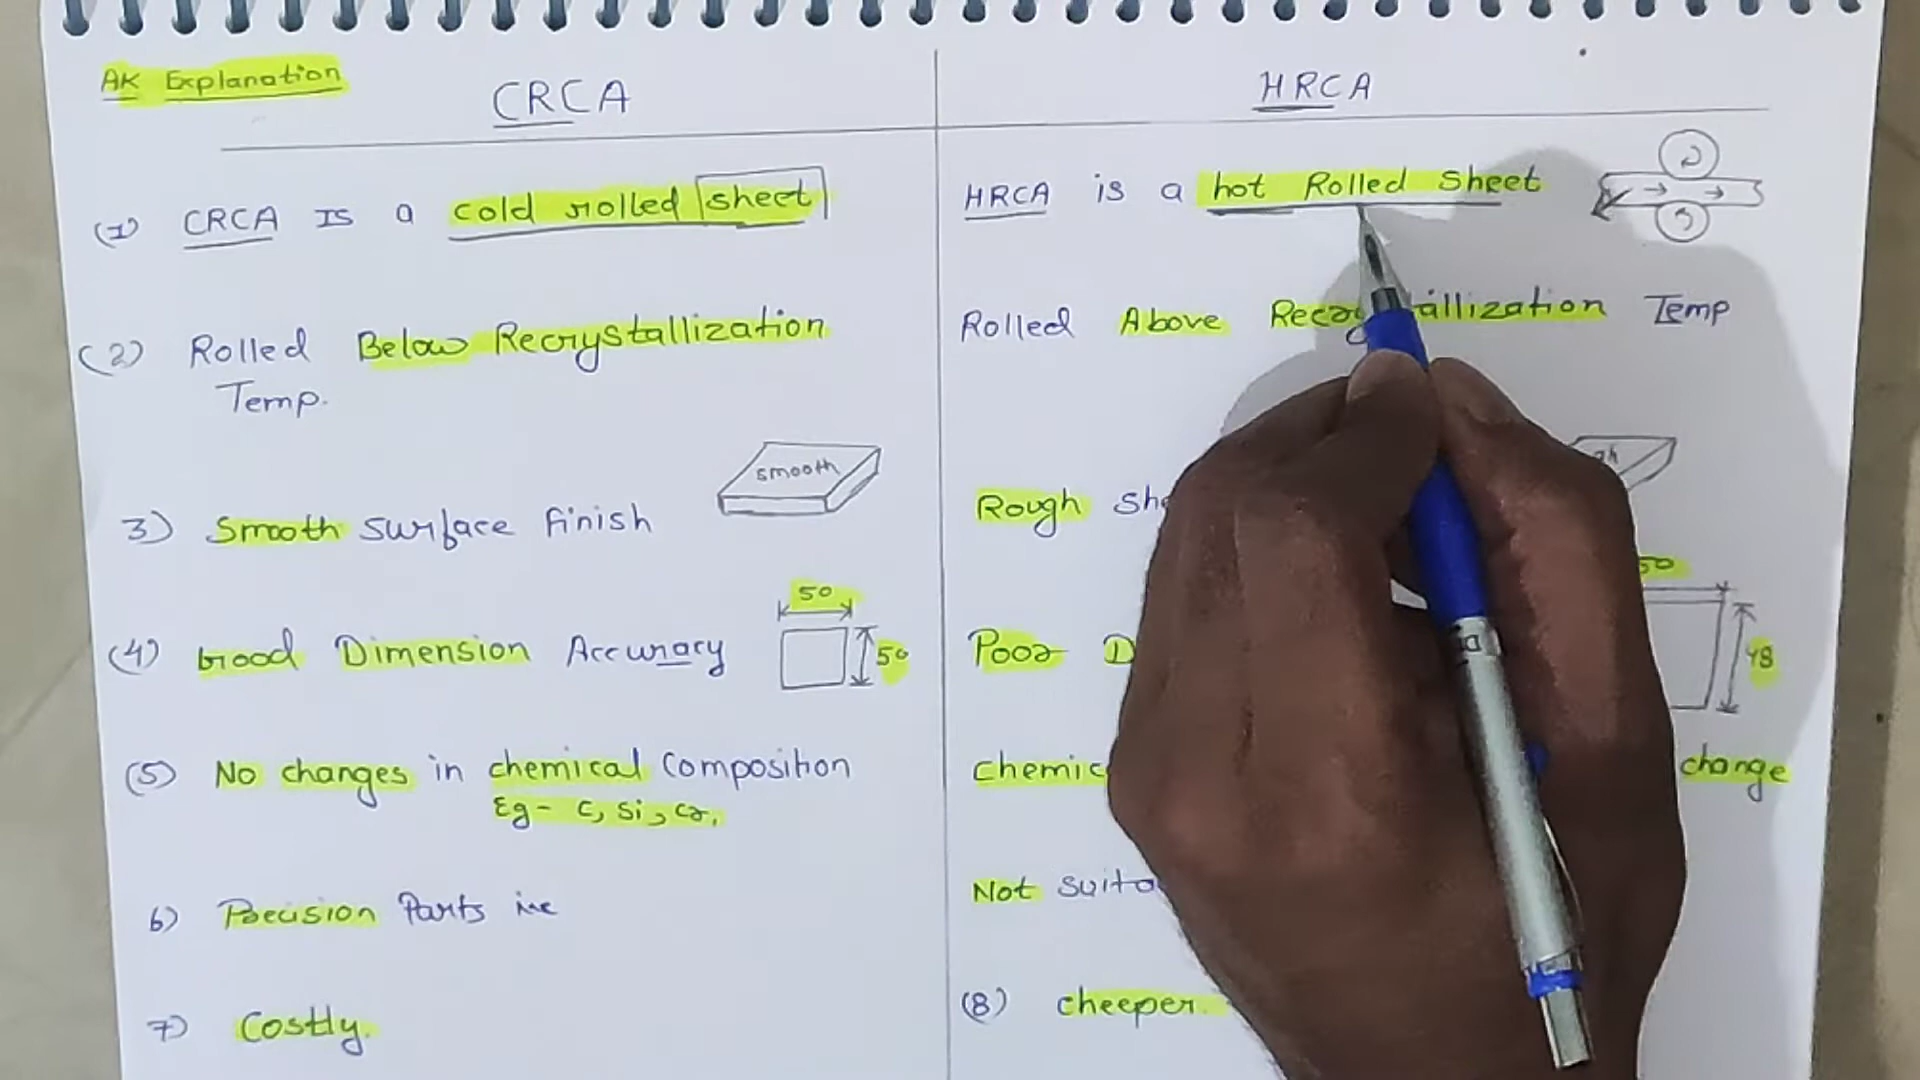 AK Explanation
CRCA
HRCA
(1) CRCA IS a cold rolled sheet
HRCA is a hot Rolled Sheet
(2) Rolled Below Recrystallization
Temp.
Rolled Above Temp
smooth
3) Smooth surface finish
Rough
50
(4) Good Dimension Accuracy
50
Poor
48
(5) No changes in chemical composition
Eg- C, Si, Cr,
change
6) Precision Parts
Not
7) Costly.
(8) cheeper.